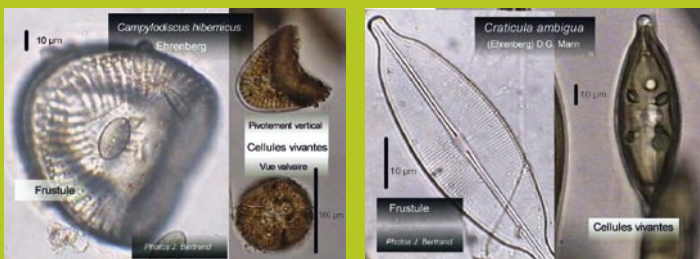 10 µm
Campylodiscus hibernicus
Ehrenberg
Frustule
Photos J. Bertrand
Pivotement vertical
Cellules vivantes
Vue valvaire
100 µm
Craticula ambigua
(Ehrenberg) D.G. Mann
10 µm
Frustule
Photos J. Bertrand
10 µm
Cellules vivantes